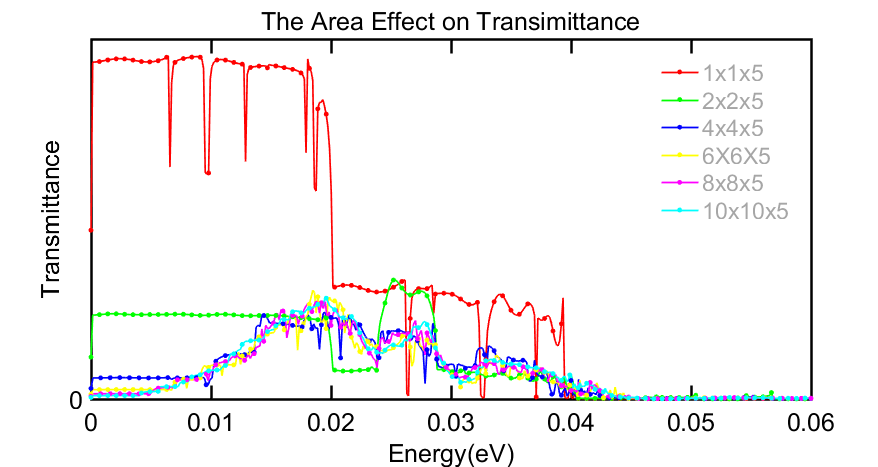 The Area Effect on Transimittance
Transmittance
1x1x5
2x2x5
4x4x5
6X6X5
8x8x5
10x10x5
0
0 0.01 0.02 0.03 0.04 0.05 0.06
Energy(eV)